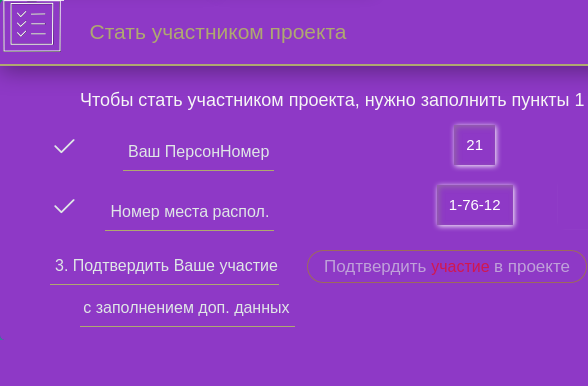 Стать участником проекта
Чтобы стать участником проекта, нужно заполнить пункты 1
Ваш ПерсонНомер 21
Номер места распол. 1-76-12
3. Подтвердить Ваше участие Подтвердить участие в проекте
с заполнением доп. данных